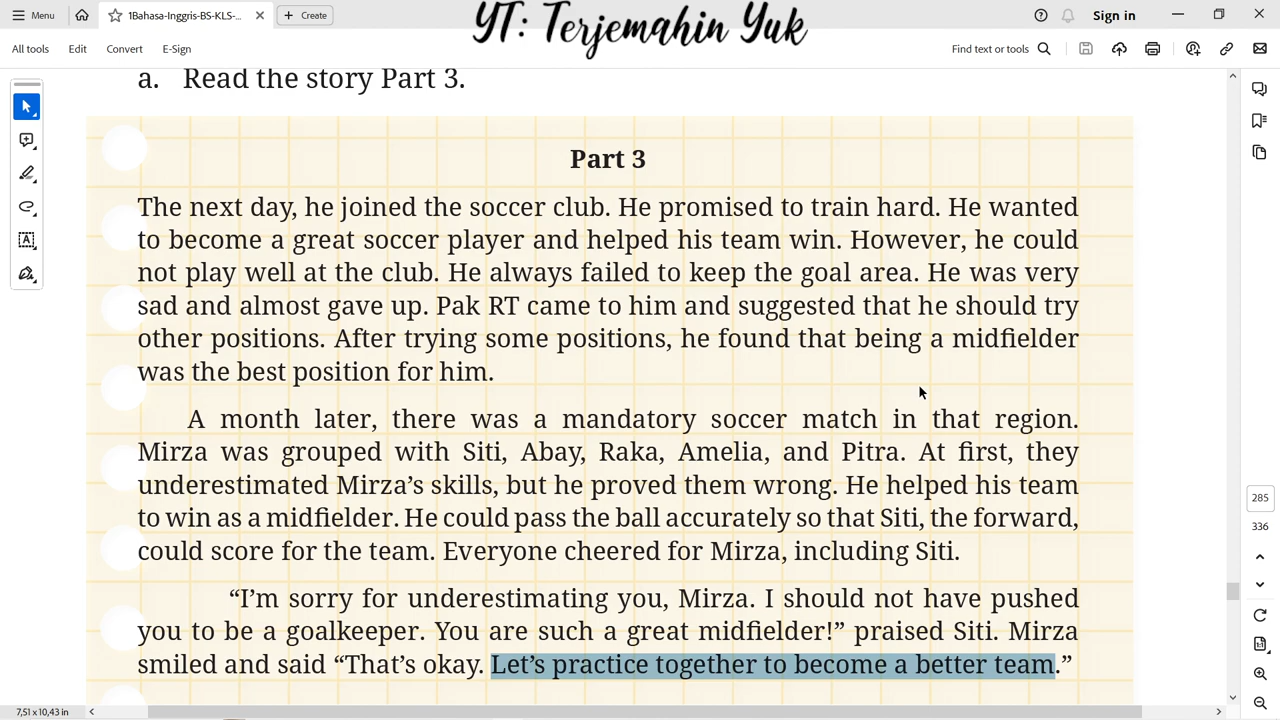 Menu
1Bahasa-Inggris-BS-KLS-...
Create
YT: Terjemahin Yuk
Sign in
All tools
Edit
Convert
E-Sign
Find text or tools
a. Read the story Part 3.
Part 3
The next day, he joined the soccer club. He promised to train hard. He wanted
to become a great soccer player and helped his team win. However, he could
not play well at the club. He always failed to keep the goal area. He was very
sad and almost gave up. Pak RT came to him and suggested that he should try
other positions. After trying some positions, he found that being a midfielder
was the best position for him.
A month later, there was a mandatory soccer match in that region.
Mirza was grouped with Siti, Abay, Raka, Amelia, and Pitra. At first, they
underestimated Mirza’s skills, but he proved them wrong. He helped his team
to win as a midfielder. He could pass the ball accurately so that Siti, the forward,
could score for the team. Everyone cheered for Mirza, including Siti.
“I’m sorry for underestimating you, Mirza. I should not have pushed
you to be a goalkeeper. You are such a great midfielder!” praised Siti. Mirza
smiled and said “That’s okay. Let’s practice together to become a better team.”
285
336
7,51 x 10,43 in